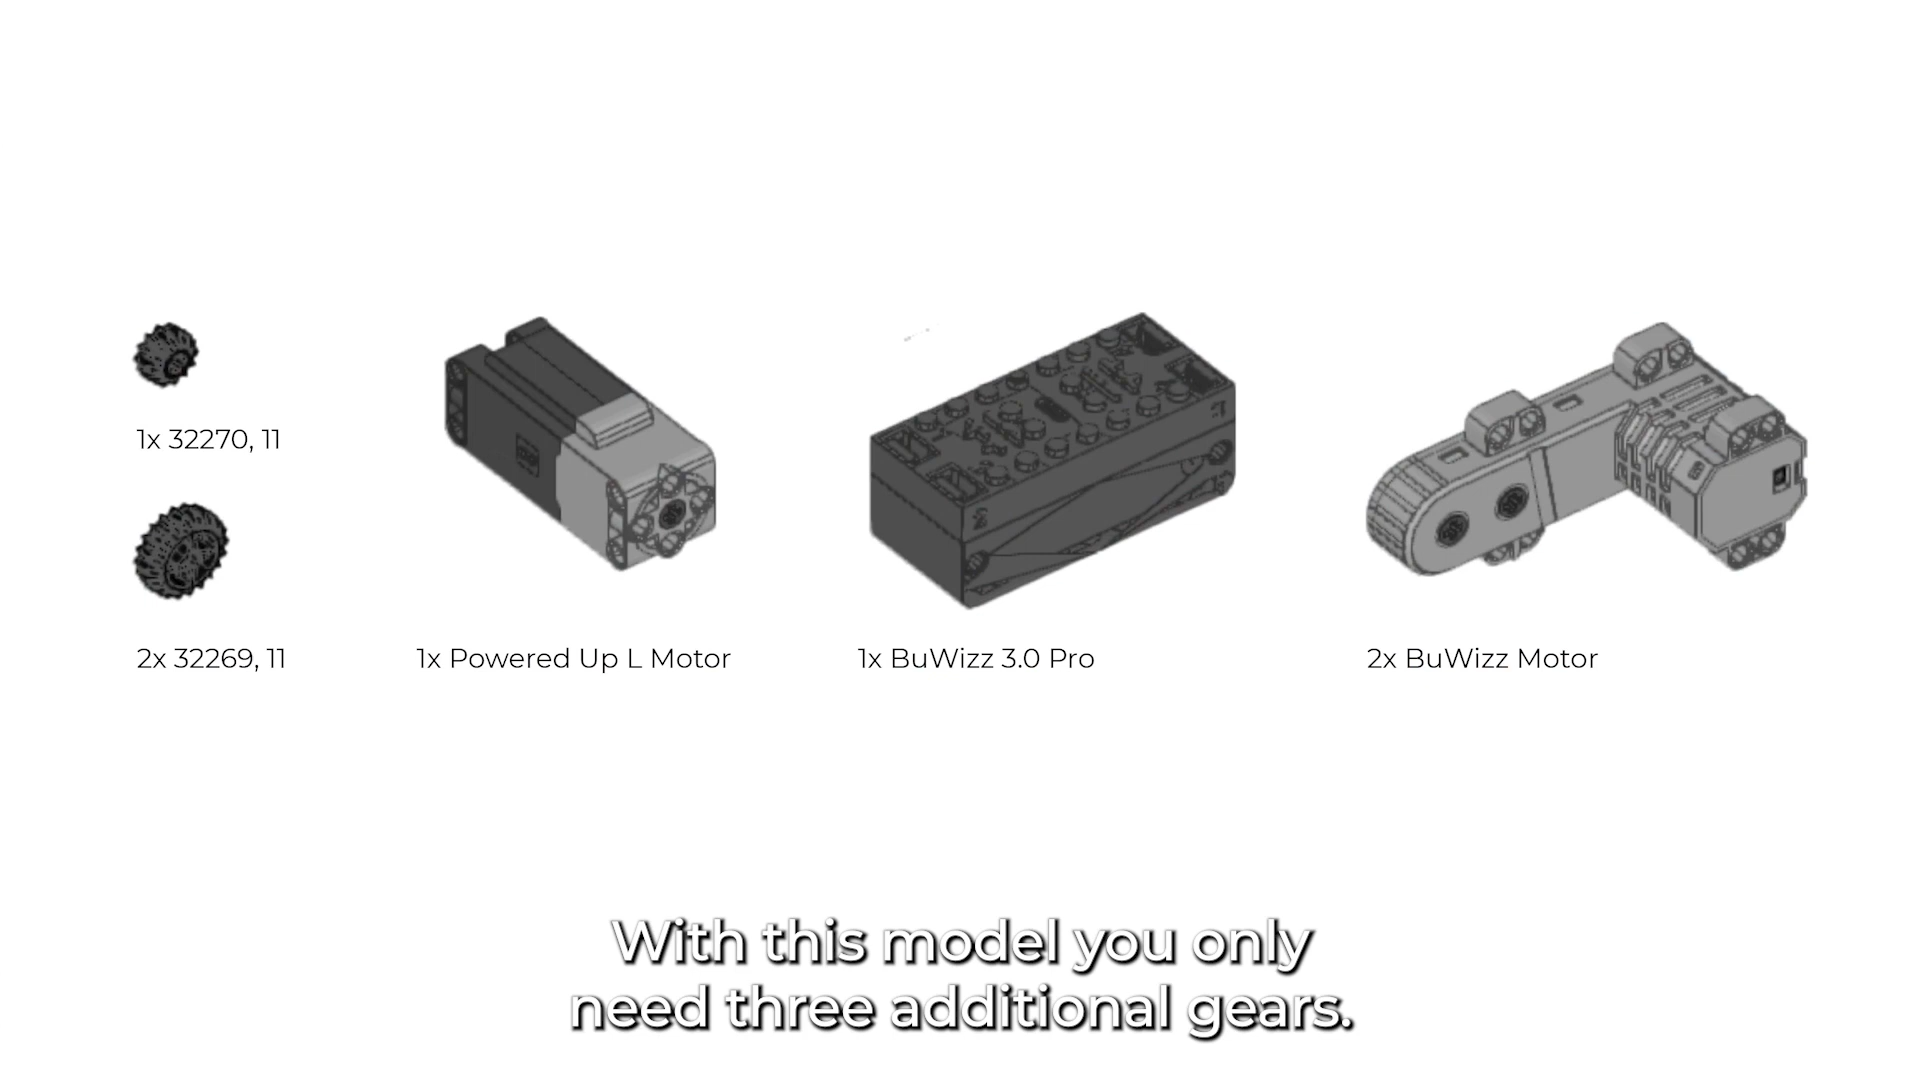 1x 32270, 11
2x 32269, 11
1x Powered Up L Motor
1x BuWizz 3.0 Pro
2x BuWizz Motor
With this model you only
need three additional gears.